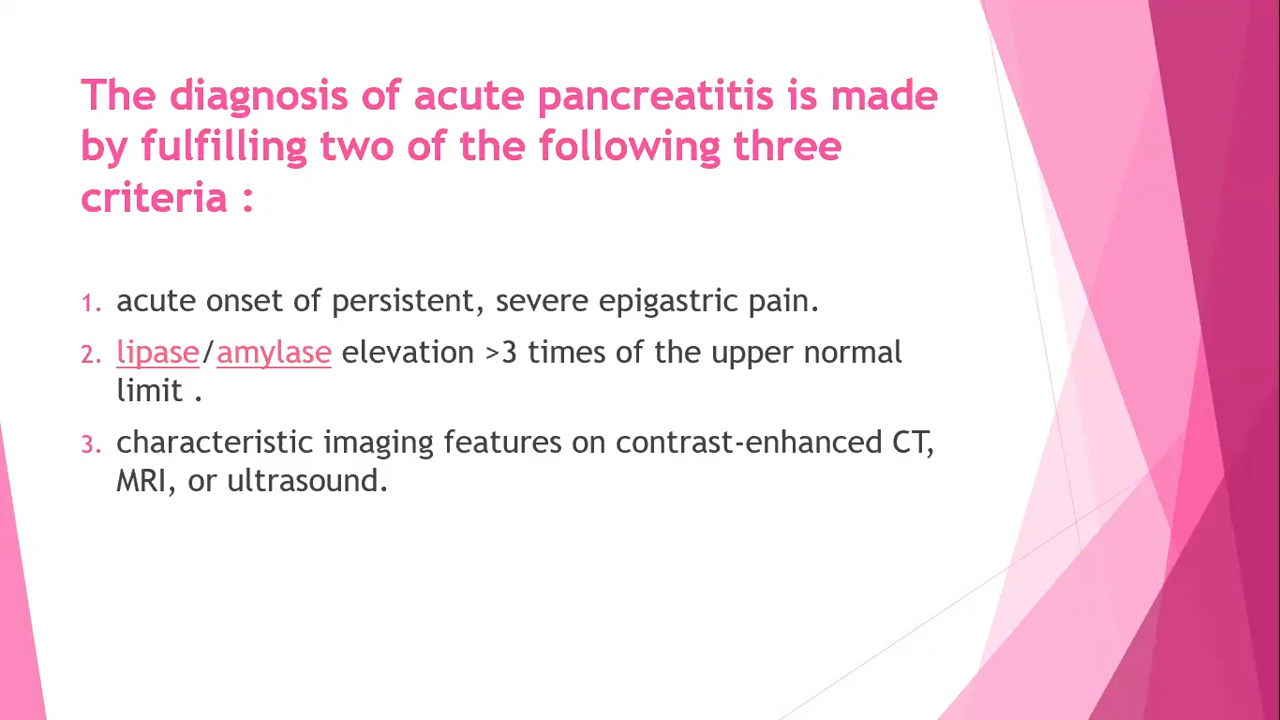 The diagnosis of acute pancreatitis is made
by fulfilling two of the following three
criteria :
1. acute onset of persistent, severe epigastric pain.
2. lipase/amylase elevation >3 times of the upper normal
limit .
3. characteristic imaging features on contrast-enhanced CT,
MRI, or ultrasound.